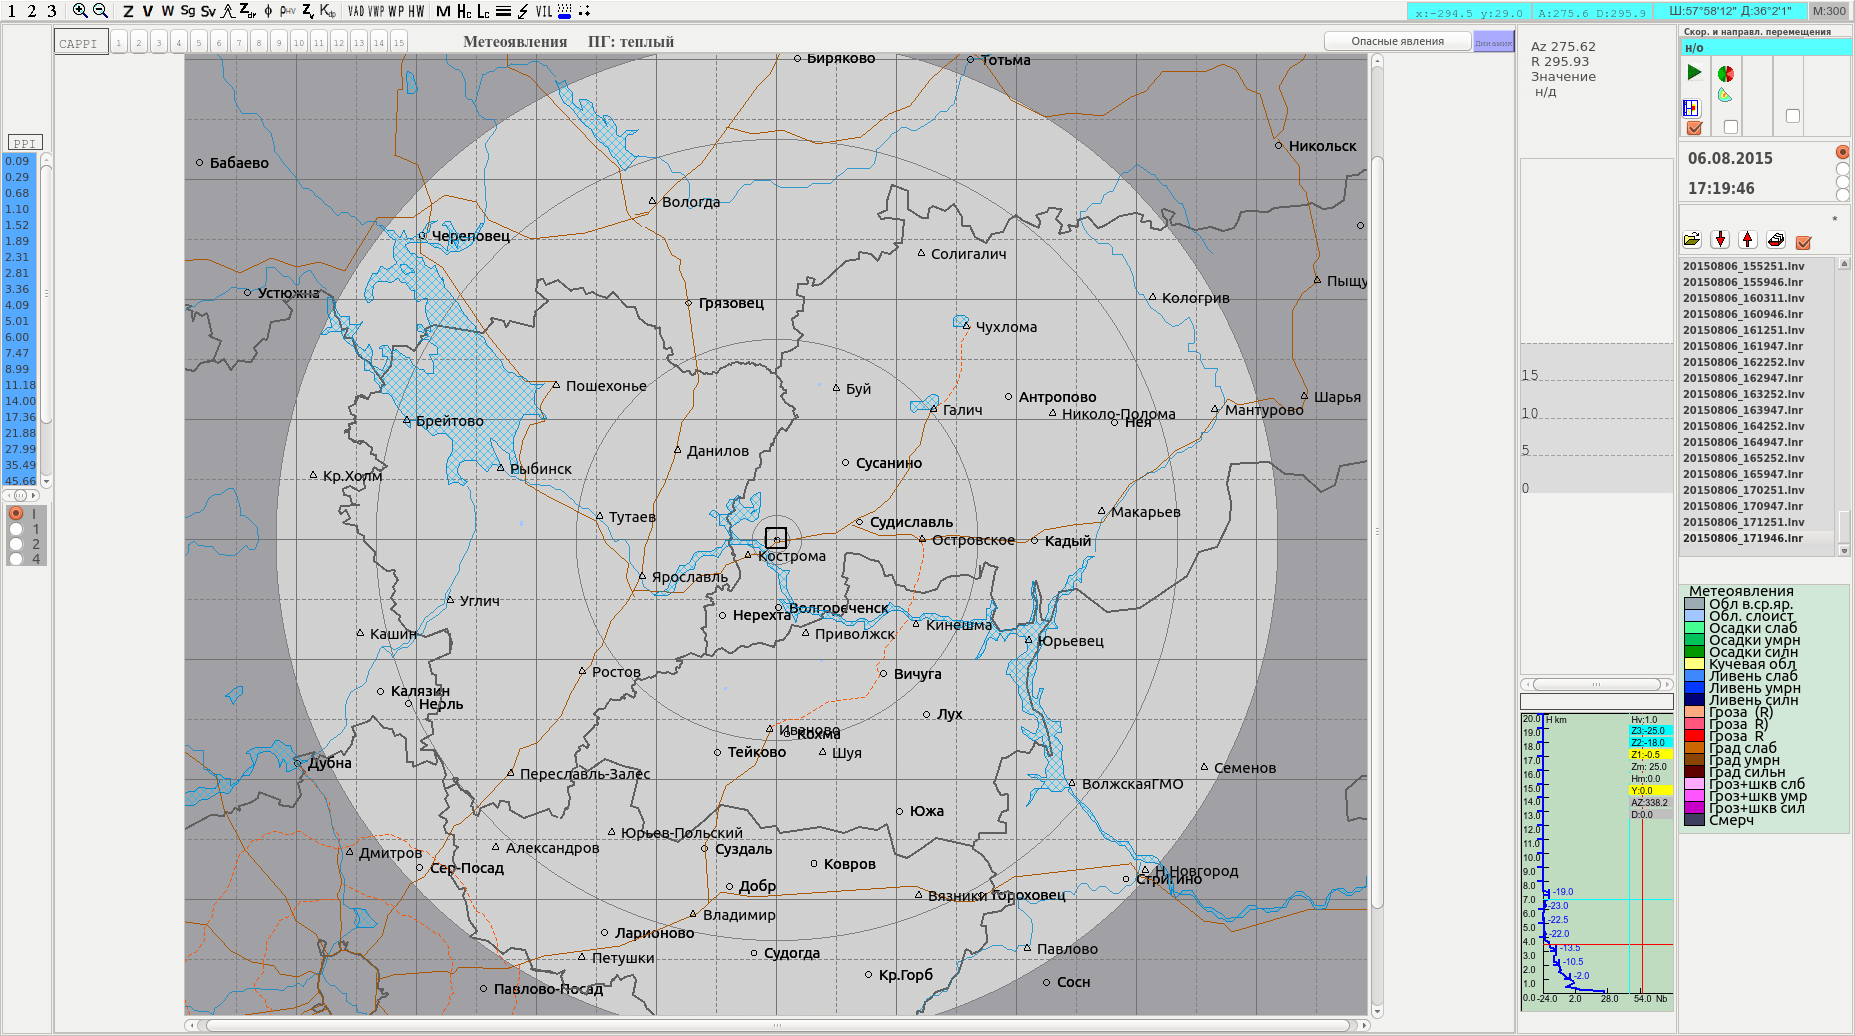 1 2 3 Z V W Sg Sv Λ Zdr ϕ ρHV Zv Kdp VAD VWP WP HW M Hc Lc VIL
x:-294.5 y:29.0 A:275.6 D:295.9 Ш:57°58'12" Д:36°2'1" M:300
CAPPI 1 2 3 4 5 6 7 8 9 10 11 12 13 14 15
Метеоявления ПГ: теплый
Опасные явления Динамик
Az 275.62
R 295.93
Значение
н/д
Скор. и направл. перемещения
н/о
06.08.2015
17:19:46
*
20150806_155251.lnv
20150806_155946.lnr
20150806_160311.lnv
20150806_160946.lnr
20150806_161251.lnv
20150806_161947.lnr
20150806_162252.lnv
20150806_162947.lnr
20150806_163252.lnv
20150806_163947.lnr
20150806_164252.lnv
20150806_164947.lnr
20150806_165252.lnv
20150806_165947.lnr
20150806_170251.lnv
20150806_170947.lnr
20150806_171251.lnv
20150806_171946.lnr
PPI
0.09
0.29
0.68
1.10
1.52
1.89
2.31
2.81
3.36
4.09
5.01
6.00
7.47
8.99
11.18
14.00
17.36
21.88
27.99
35.49
45.66
I
1
2
4
Биряково
Тотьма
Никольск
Бабаево
Вологда
Череповец
Солигалич
Пыщу
Устюжна
Кологрив
Грязовец
Чухлома
Пошехонье
Буй
Антропово
Шарья
Галич
Николо-Полома
Мантурово
Брейтово
Нея
Данилов
Сусанино
Рыбинск
Кр.Холм
Макарьев
Тутаев
Судиславль
Островское
Кадый
Кострома
Ярославль
Углич
Волгореченск
Нерехта
Кинешма
Кашин
Приволжск
Юрьевец
Ростов
Вичуга
Калязин
Нерль
Лух
Иваново
Кохма
Тейково
Шуя
Дубна
Семенов
Переславль-Залес
ВолжскаяГМО
Южа
Юрьев-Польский
Александров
Суздаль
Дмитров
Ковров
Сер-Посад
Н.Новгород
Стригино
Добр
Вязники
Гороховец
Владимир
Ларионово
Павлово
Судогда
Петушки
Кр.Горб
Сосн
Павлово-Посад
15
10
5
0
Метеоявления
Обл в.ср.яр.
Обл. слоист
Осадки слаб
Осадки умрн
Осадки силн
Кучевая обл
Ливень слаб
Ливень умрн
Ливень силн
Гроза (R)
Гроза R)
Гроза R
Град слаб
Град умрн
Град сильн
Гроз+шкв слб
Гроз+шкв умр
Гроз+шкв сил
Смерч
H km
20.0
19.0
18.0
17.0
16.0
15.0
14.0
13.0
12.0
11.0
10.0
9.0
8.0
7.0
6.0
5.0
4.0
3.0
2.0
1.0
0.0
Hv:1.0
Z3:-25.0
Z2:-18.0
Z1:-0.5
Zm: 25.0
Hm:0.0
Y:0.0
AZ:338.2
D:0.0
-19.0
-23.0
-22.5
-22.0
-13.5
-10.5
-2.0
-24.0 2.0 28.0 54.0 Nb